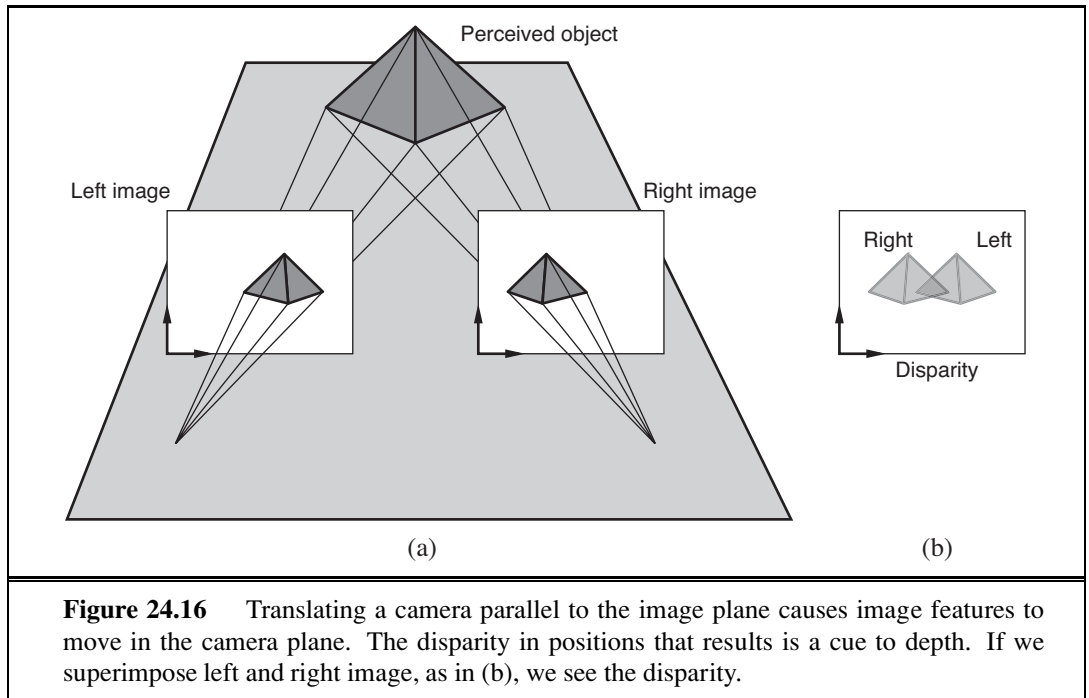 Perceived object
Left image
Right image
Right Left
Disparity
(a)
(b)
Figure 24.16 Translating a camera parallel to the image plane causes image features to
move in the camera plane. The disparity in positions that results is a cue to depth. If we
superimpose left and right image, as in (b), we see the disparity.